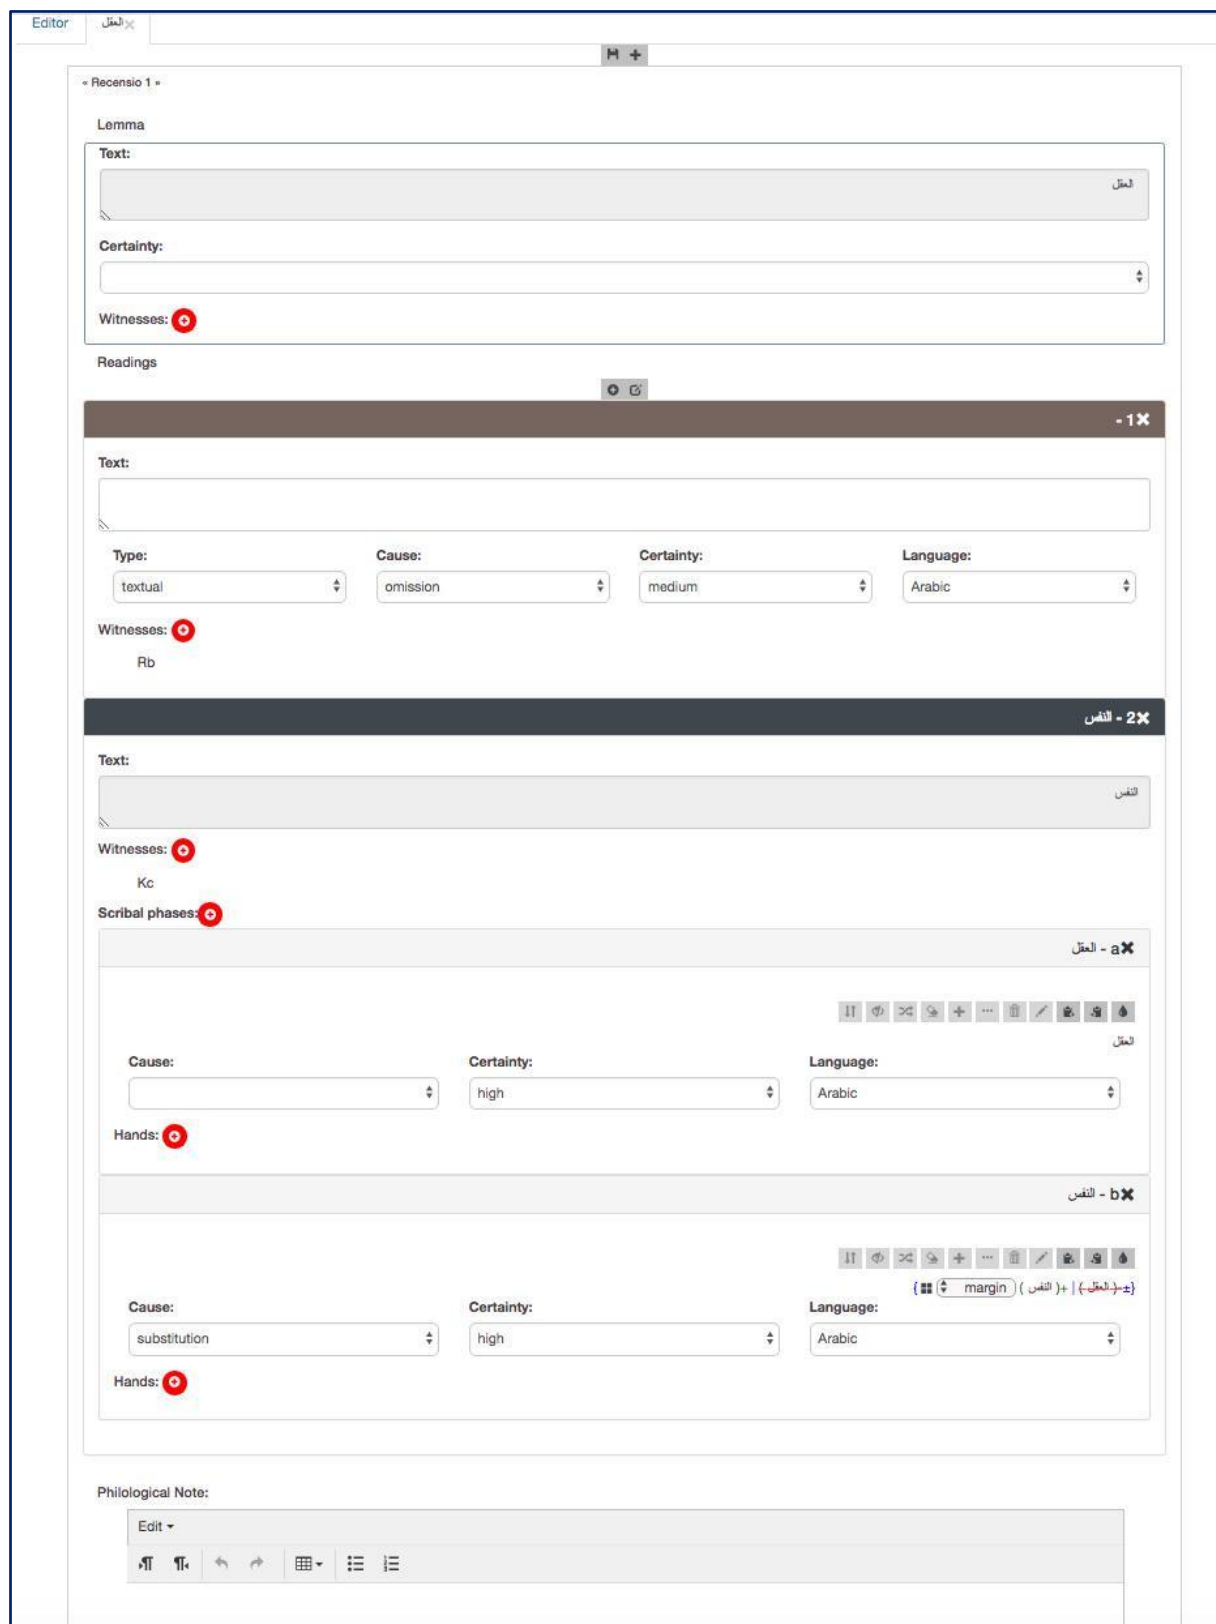 Editor العقل
« Recensio 1 »
Lemma
Text:
العقل
Certainty:
Witnesses:
Readings
- 1
Text:
Type: Cause: Certainty: Language:
textual omission medium Arabic
Witnesses:
Rb
2 - النفس
Text:
النفس
Witnesses:
Kc
Scribal phases:
a - العقل
العقل
Cause: Certainty: Language:
high Arabic
Hands:
b - النفس
{±-( العقل ) | +( النفس ) margin }
Cause: Certainty: Language:
substitution high Arabic
Hands:
Philological Note:
Edit